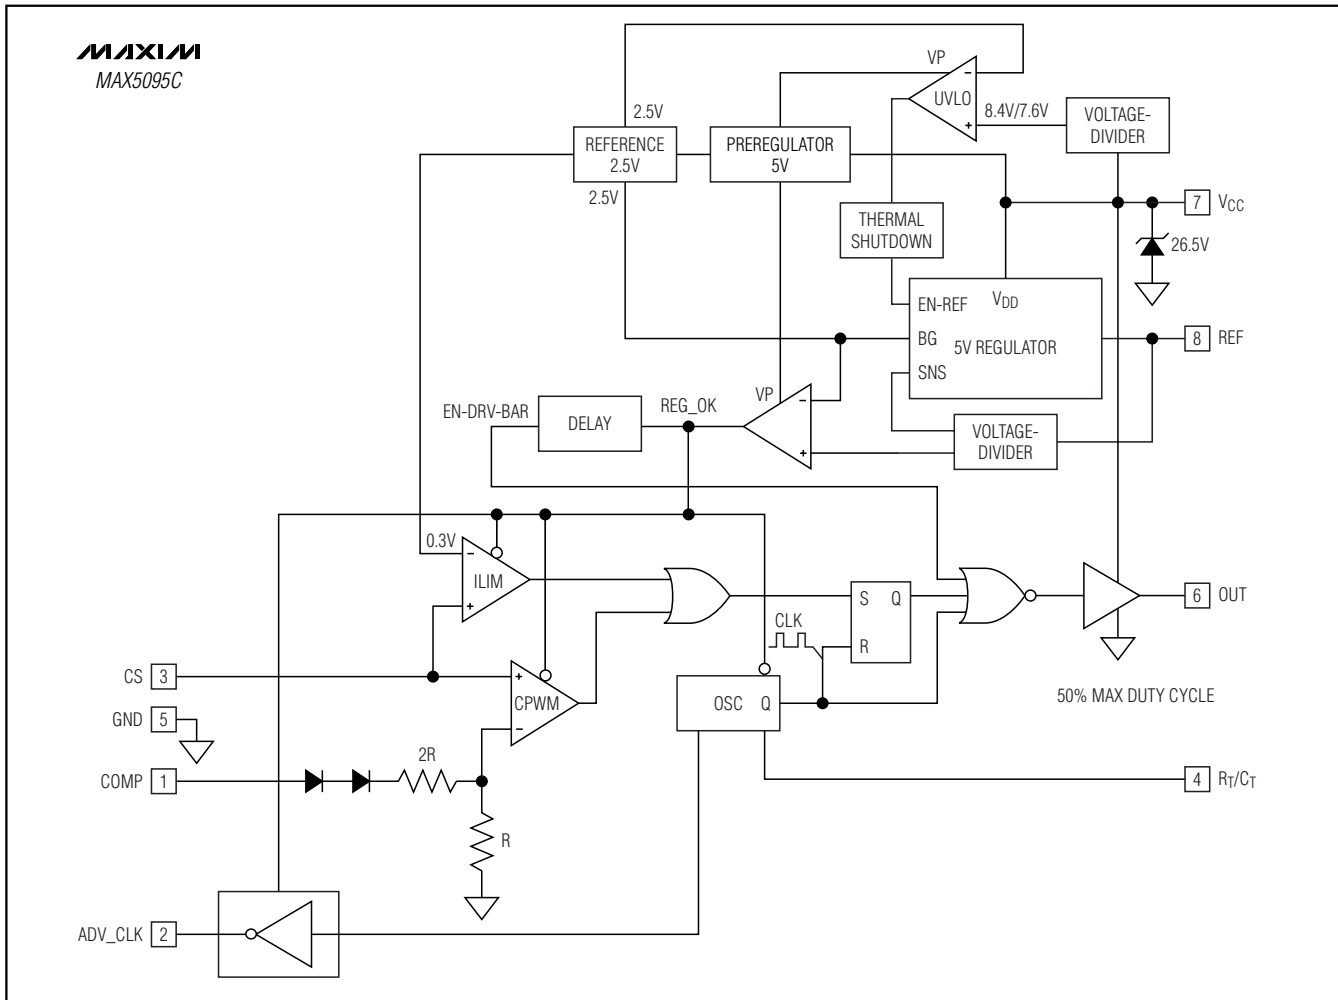 MAXIM
MAX5095C
VP
-
UVLO
+
8.4V/7.6V
VOLTAGE-
DIVIDER
2.5V
REFERENCE
2.5V
PREREGULATOR
5V
2.5V
7
VCC
THERMAL
SHUTDOWN
26.5V
EN-REF
VDD
BG
5V REGULATOR
SNS
8
REF
VP
-
+
EN-DRV-BAR
DELAY
REG_OK
VOLTAGE-
DIVIDER
0.3V
-
ILIM
+
S
Q
R
CLK
6
OUT
CS
3
+
CPWM
-
OSC
Q
50% MAX DUTY CYCLE
GND
5
COMP
1
2R
4
RT/CT
R
ADV_CLK
2